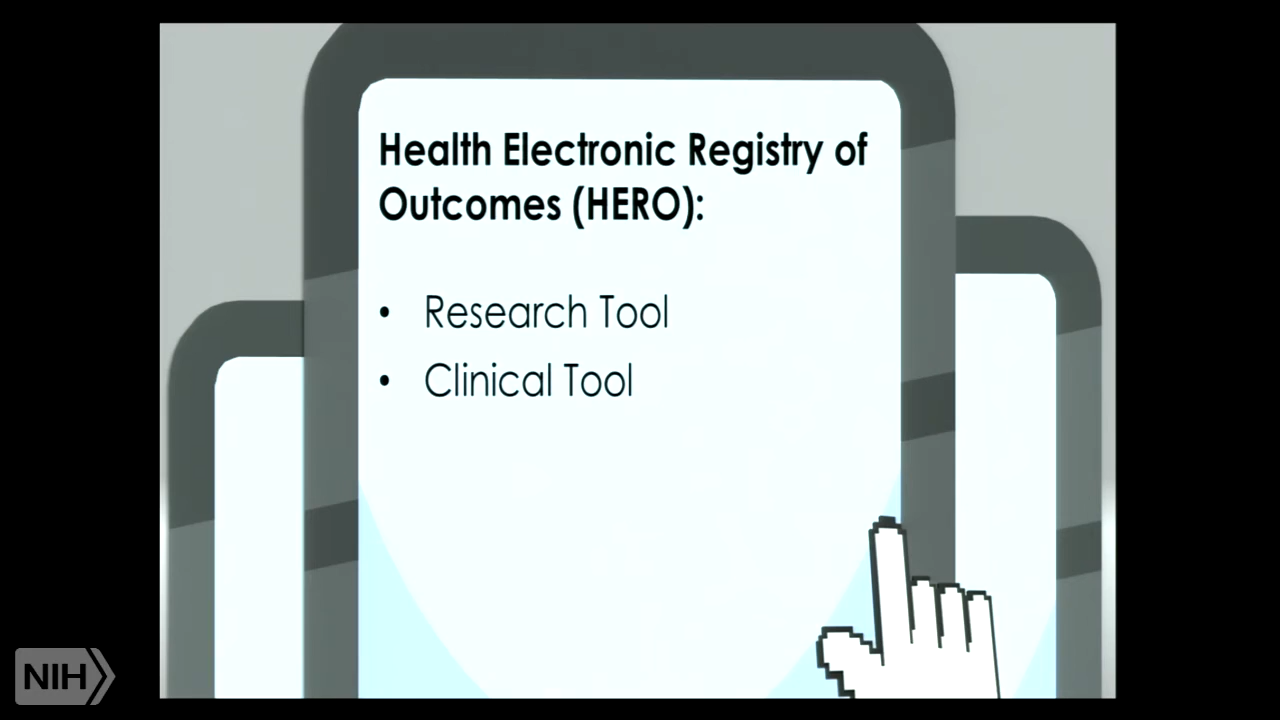 Health Electronic Registry of
Outcomes (HERO):
• Research Tool
• Clinical Tool
NIH